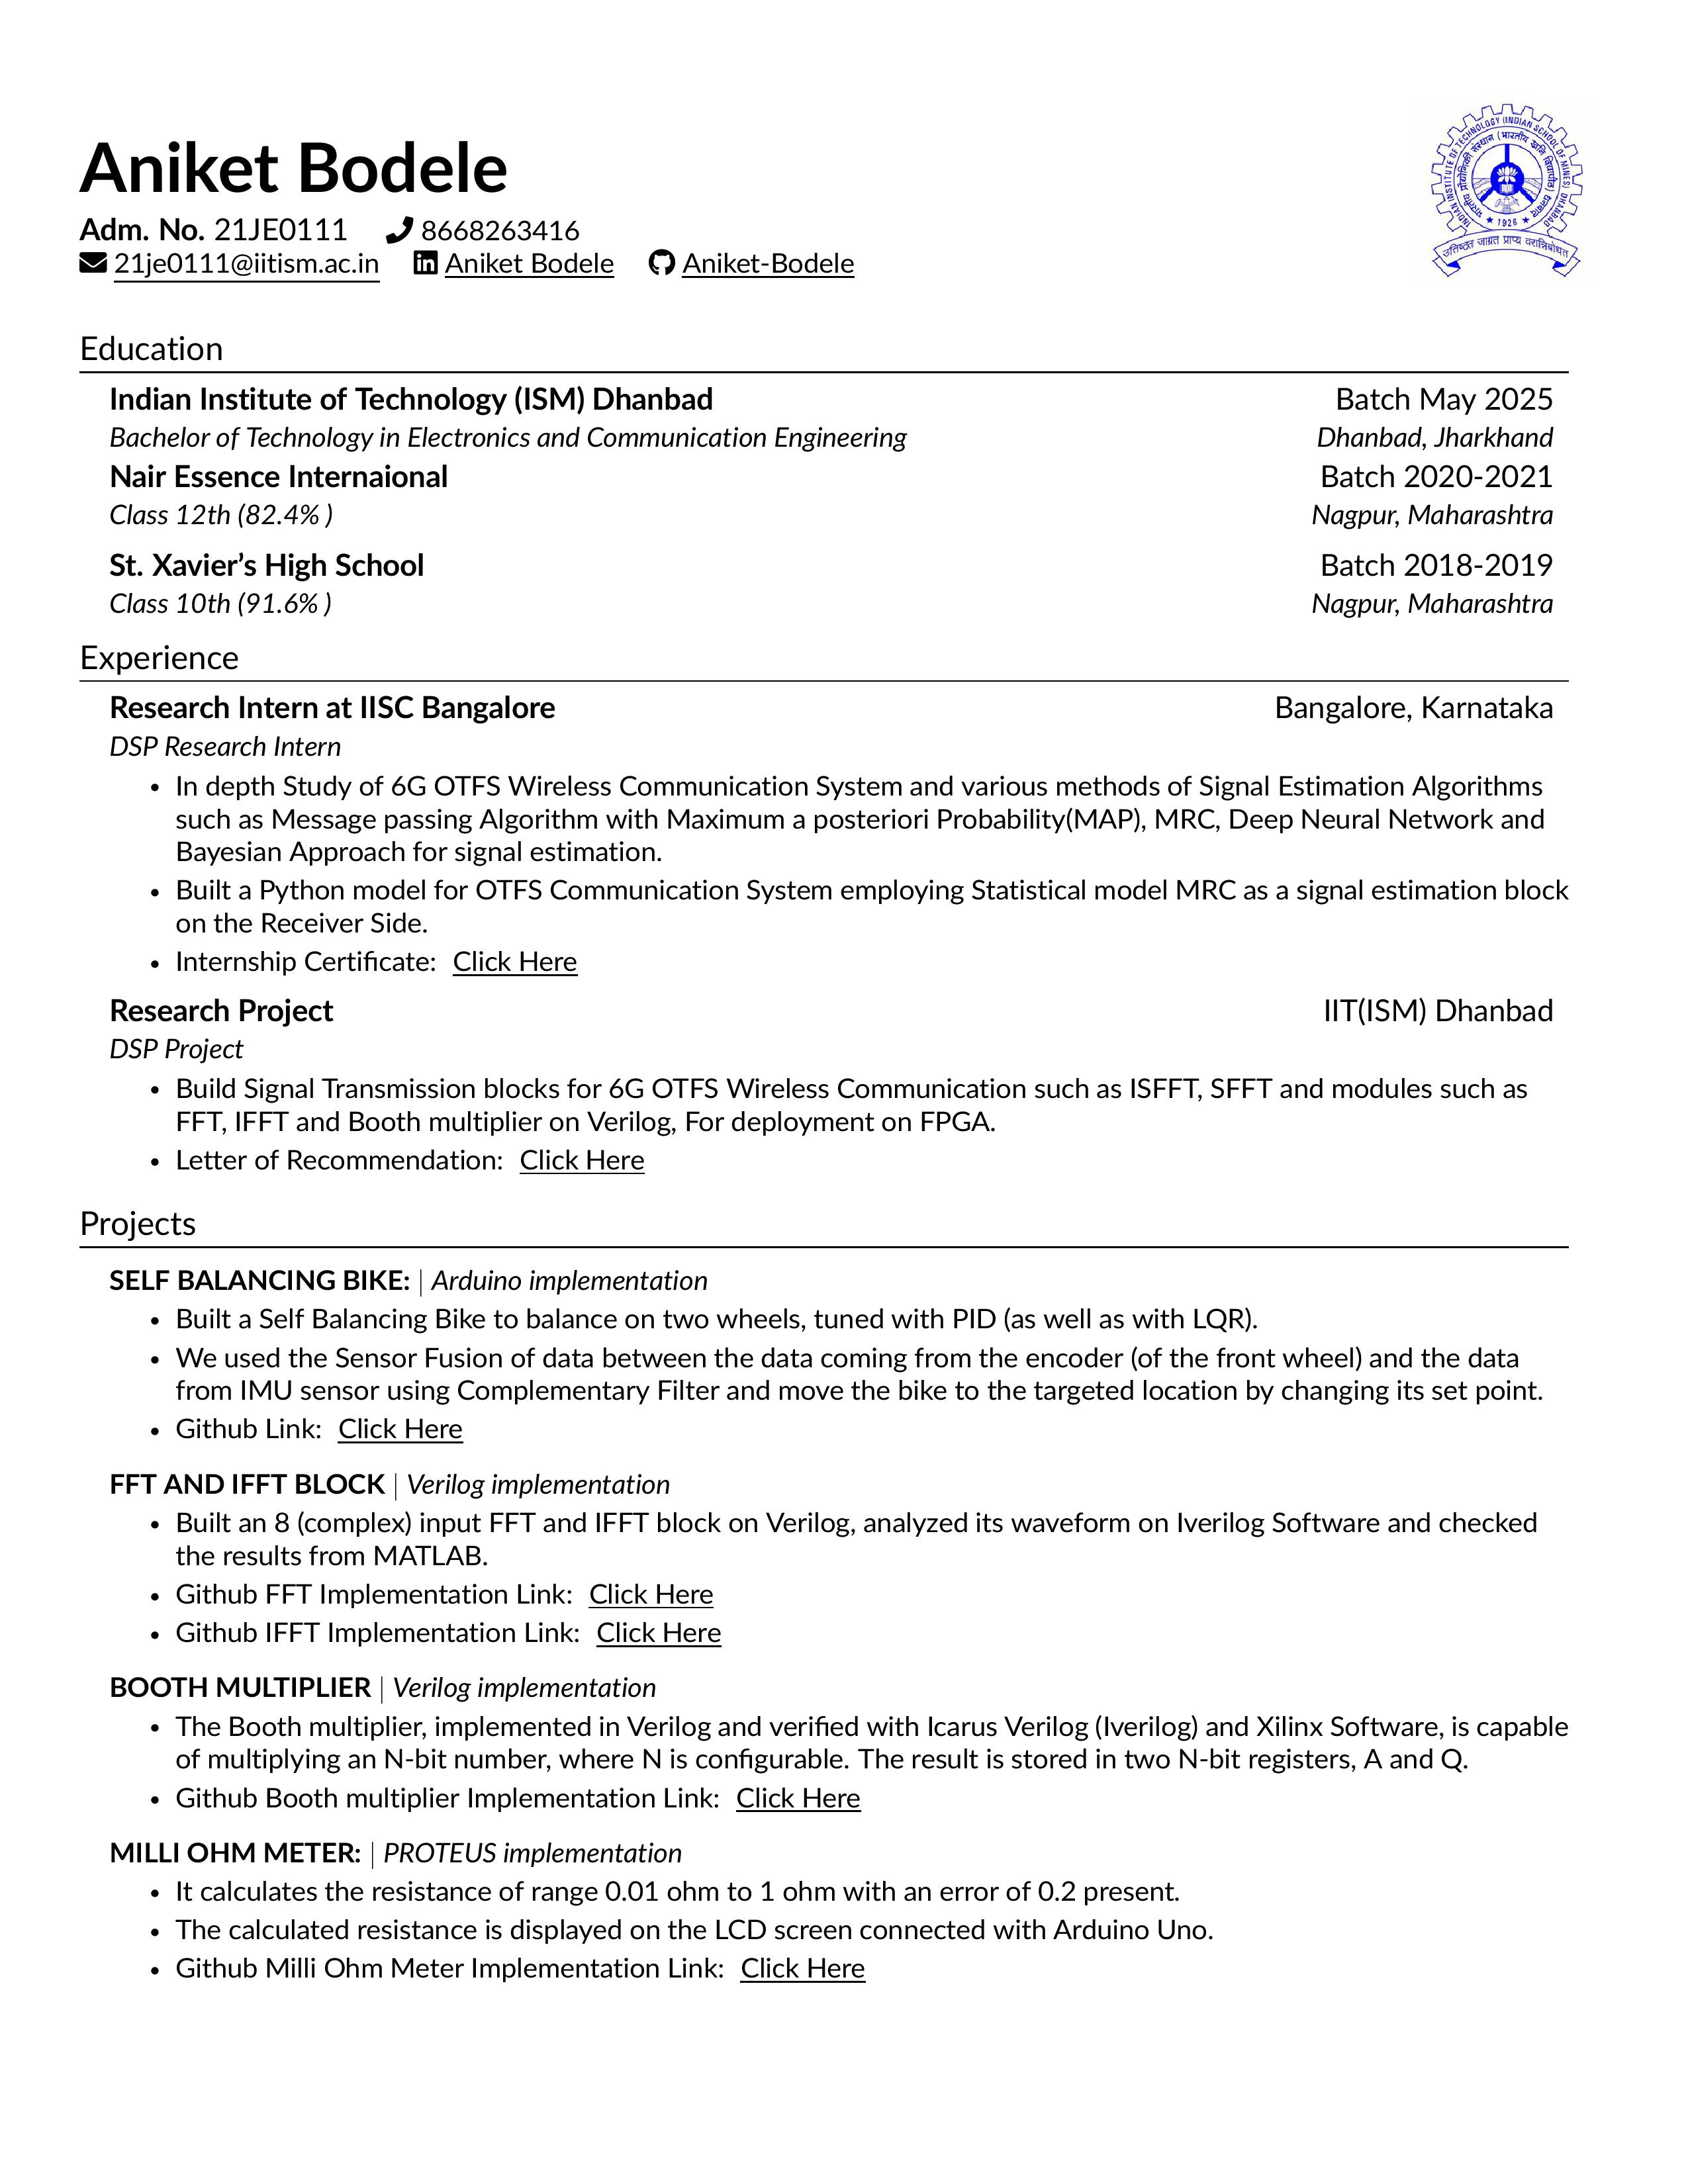 Aniket Bodele
Adm. No. 21JE0111 8668263416
21je0111@iitism.ac.in Aniket Bodele Aniket-Bodele
INDIAN INSTITUTE OF TECHNOLOGY (INDIAN SCHOOL OF MINES) DHANBAD
भारतीय प्रौद्योगिकी संस्थान (भारतीय खनि विद्यापीठ) धनबाद
1926
उत्तिष्ठत जाग्रत प्राप्य वरान्निबोधत
Education
Indian Institute of Technology (ISM) Dhanbad Batch May 2025
Bachelor of Technology in Electronics and Communication Engineering Dhanbad, Jharkhand
Nair Essence Internaional Batch 2020-2021
Class 12th (82.4% ) Nagpur, Maharashtra
St. Xavier’s High School Batch 2018-2019
Class 10th (91.6% ) Nagpur, Maharashtra
Experience
Research Intern at IISC Bangalore Bangalore, Karnataka
DSP Research Intern
• In depth Study of 6G OTFS Wireless Communication System and various methods of Signal Estimation Algorithms
such as Message passing Algorithm with Maximum a posteriori Probability(MAP), MRC, Deep Neural Network and
Bayesian Approach for signal estimation.
• Built a Python model for OTFS Communication System employing Statistical model MRC as a signal estimation block
on the Receiver Side.
• Internship Certificate: Click Here
Research Project IIT(ISM) Dhanbad
DSP Project
• Build Signal Transmission blocks for 6G OTFS Wireless Communication such as ISFFT, SFFT and modules such as
FFT, IFFT and Booth multiplier on Verilog, For deployment on FPGA.
• Letter of Recommendation: Click Here
Projects
SELF BALANCING BIKE: | Arduino implementation
• Built a Self Balancing Bike to balance on two wheels, tuned with PID (as well as with LQR).
• We used the Sensor Fusion of data between the data coming from the encoder (of the front wheel) and the data
from IMU sensor using Complementary Filter and move the bike to the targeted location by changing its set point.
• Github Link: Click Here
FFT AND IFFT BLOCK | Verilog implementation
• Built an 8 (complex) input FFT and IFFT block on Verilog, analyzed its waveform on Iverilog Software and checked
the results from MATLAB.
• Github FFT Implementation Link: Click Here
• Github IFFT Implementation Link: Click Here
BOOTH MULTIPLIER | Verilog implementation
• The Booth multiplier, implemented in Verilog and verified with Icarus Verilog (Iverilog) and Xilinx Software, is capable
of multiplying an N-bit number, where N is configurable. The result is stored in two N-bit registers, A and Q.
• Github Booth multiplier Implementation Link: Click Here
MILLI OHM METER: | PROTEUS implementation
• It calculates the resistance of range 0.01 ohm to 1 ohm with an error of 0.2 present.
• The calculated resistance is displayed on the LCD screen connected with Arduino Uno.
• Github Milli Ohm Meter Implementation Link: Click Here